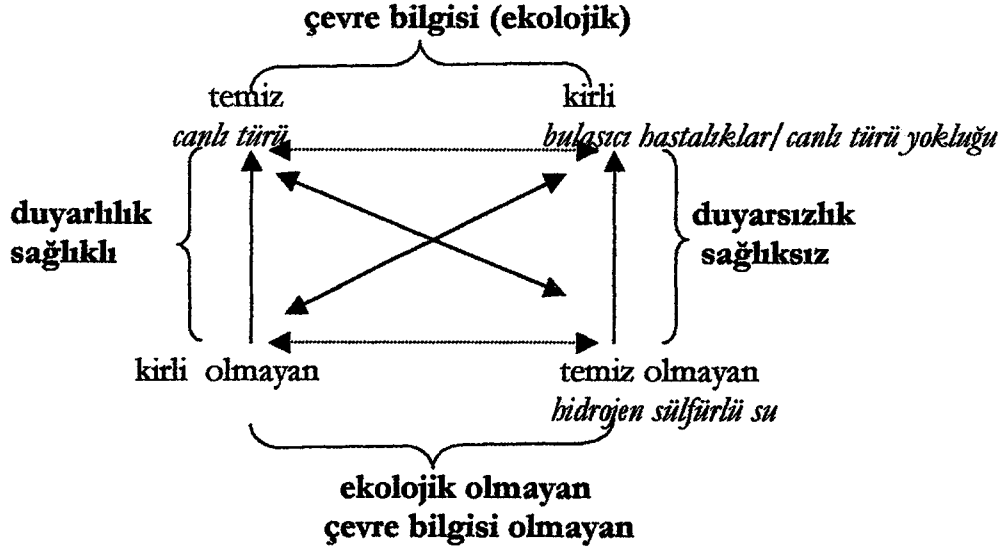 çevre bilgisi (ekolojik)
temiz kirli
canlı türü bulaşıcı hastalıklar/ canlı türü yokluğu
duyarlılık duyarsızlık
sağlıklı sağlıksız
kirli olmayan temiz olmayan
hidrojen sülfürlü su
ekolojik olmayan
çevre bilgisi olmayan